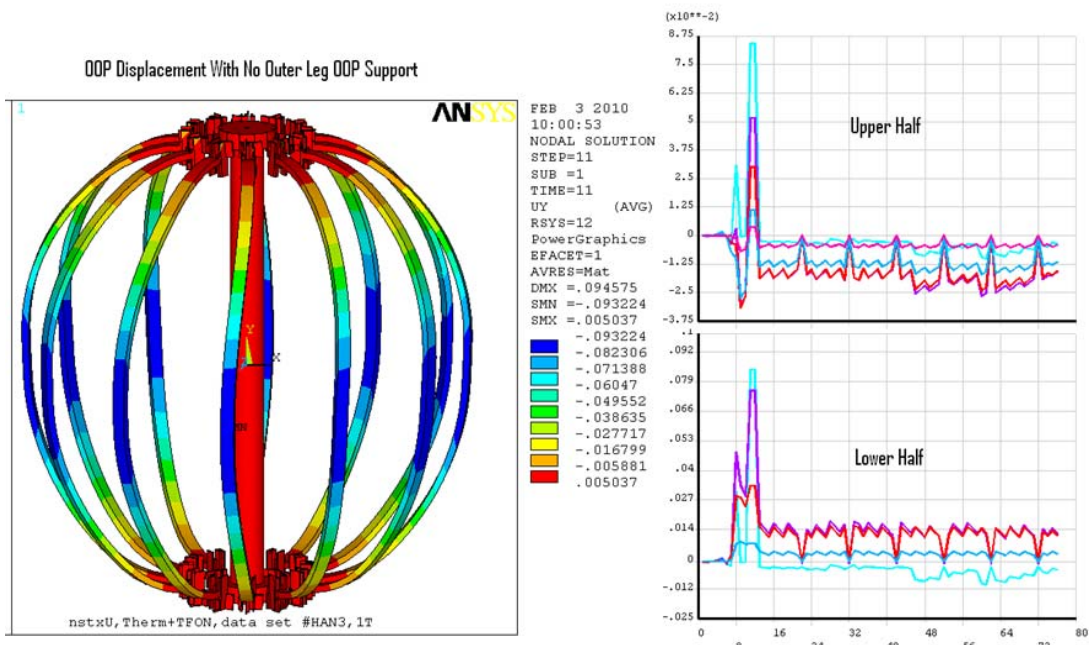 OOP Displacement With No Outer Leg OOP Support
1
ANSYS
FEB 3 2010
10:00:53
NODAL SOLUTION
STEP=11
SUB =1
TIME=11
UY (AVG)
RSYS=12
PowerGraphics
EFACET=1
AVRES=Mat
DMX =.094575
SMN =-.093224
SMX =.005037
-.093224
-.082306
-.071388
-.06047
-.049552
-.038635
-.027717
-.016799
-.005881
.005037
Y
X
MN
nstxU,Therm+TFON,data set #HAN3,1T
(x10**-2)
8.75
7.5
6.25
5
3.75
2.5
1.25
0
-1.25
-2.5
-3.75
Upper Half
.1
.092
.079
.066
.053
.04
.027
.014
0
-.012
-.025
Lower Half
0
16
32
48
64
80